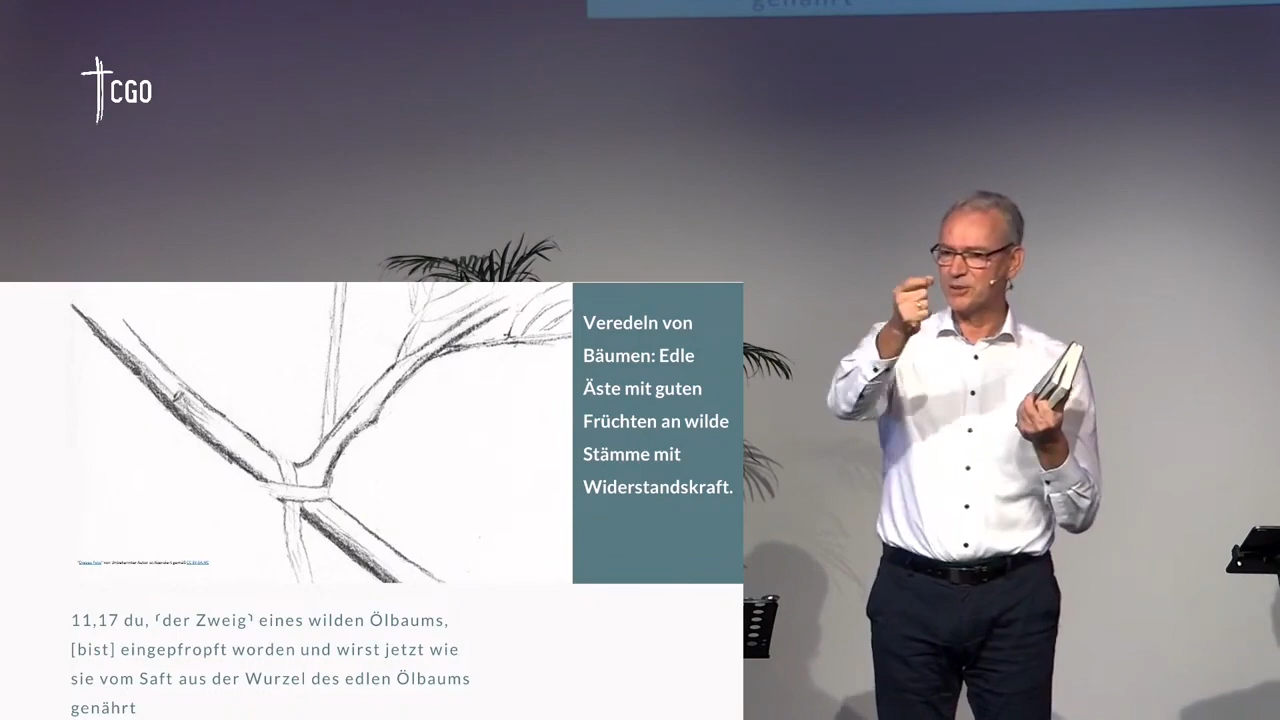 genährt
CGO
Veredeln von
Bäumen: Edle
Äste mit guten
Früchten an wilde
Stämme mit
Widerstandskraft.
11,17 du, ⸢der Zweig⸣ eines wilden Ölbaums,
[bist] eingepfropft worden und wirst jetzt wie
sie vom Saft aus der Wurzel des edlen Ölbaums
genährt